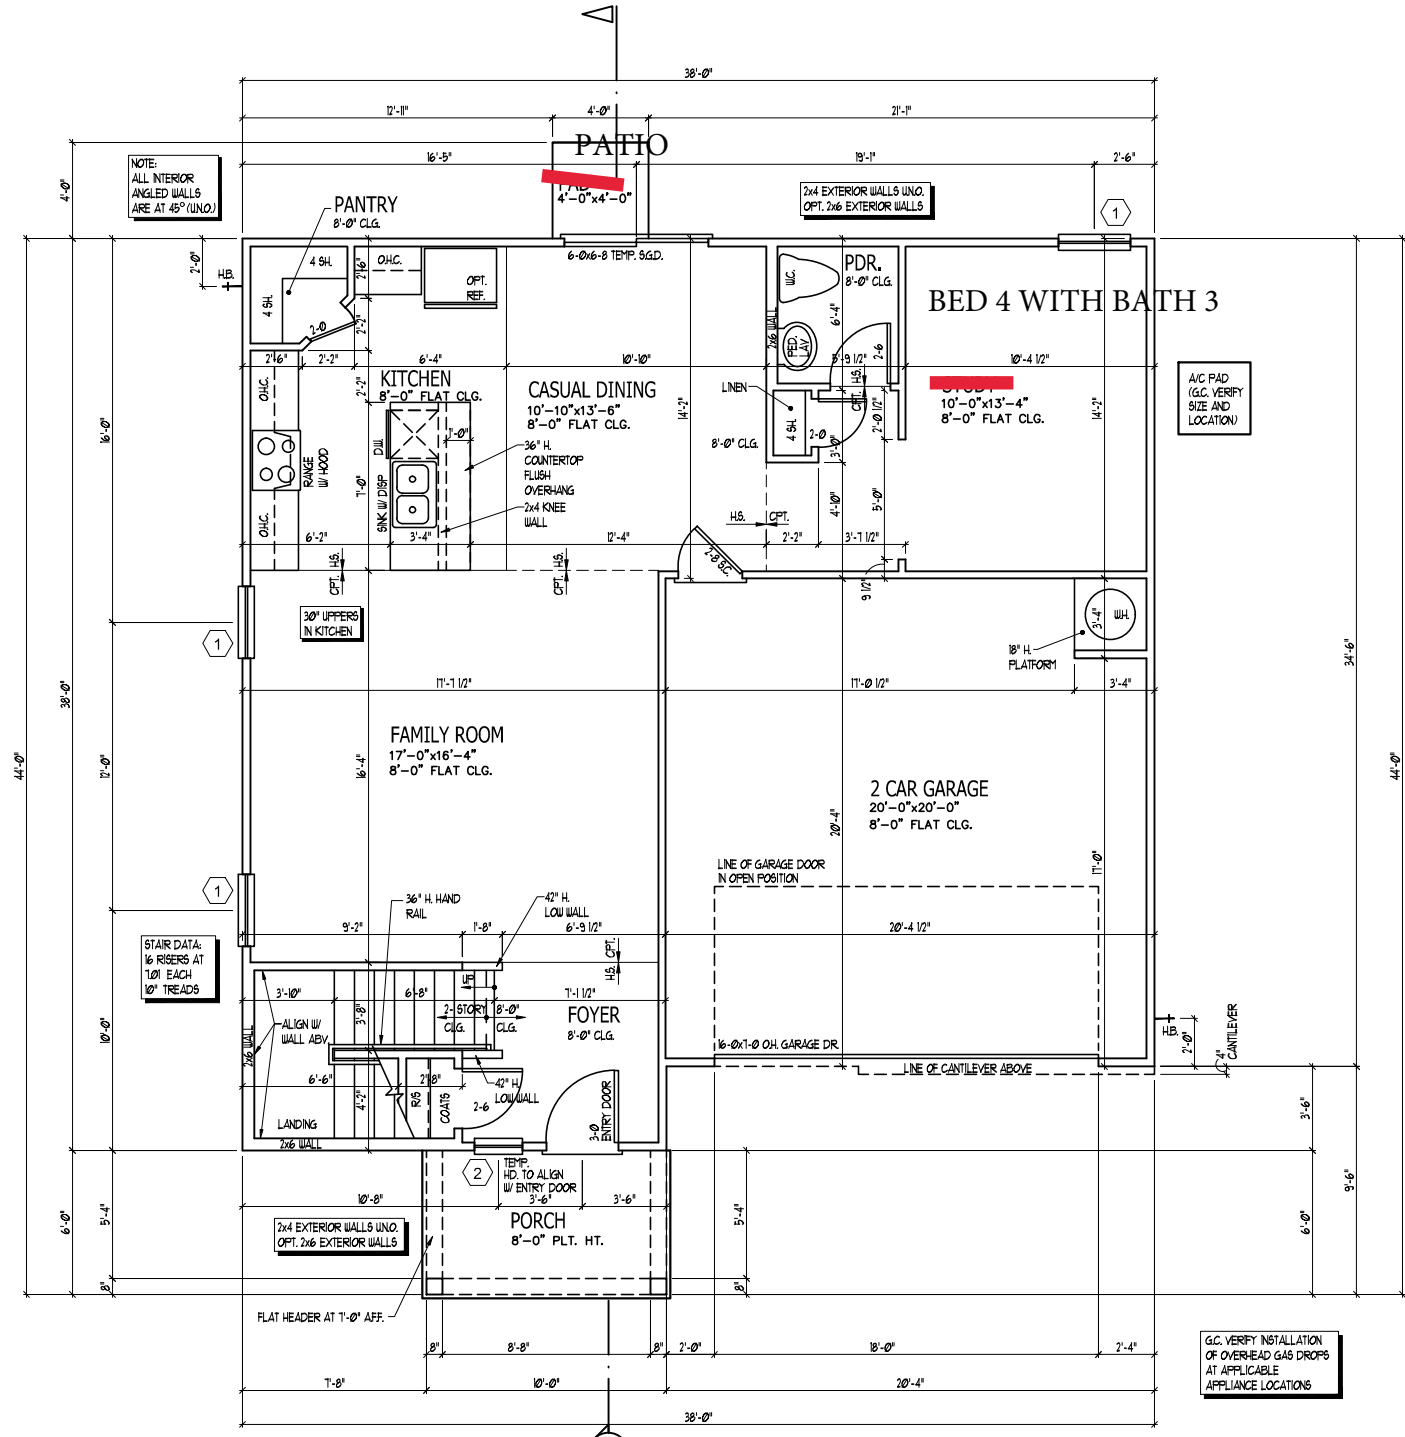 38'-0"
12'-11"
4'-0"
21'-1"
PATIO
16'-5"
19'-1"
2'-6"
4'-0"
NOTE:
ALL INTERIOR
ANGLED WALLS
ARE AT 45° (U.N.O.)
4'-0"x4'-0"
2x4 EXTERIOR WALLS U.N.O.
OPT. 2x6 EXTERIOR WALLS
1
PANTRY
8'-0" CLG.
2'-0"
H.B.
4 SH.
4 SH.
2-0
O.H.C.
2'-6"
2'-2"
OPT.
REF.
6-0x6-8 TEMP. S.G.D.
W.C.
PDR.
8'-0" CLG.
6'-4"
2x6 WALL
PED.
LAV
2-6
BED 4 WITH BATH 3
2'-6"
2'-2"
6'-4"
10'-10"
5'-9 1/2"
10'-4 1/2"
O.H.C.
2'-2"
KITCHEN
8'-0" FLAT CLG.
CASUAL DINING
10'-10"x13'-6"
8'-0" FLAT CLG.
LINEN
H.S.
CPT.
STUDY
10'-0"x13'-4"
8'-0" FLAT CLG.
A/C PAD
(G.C. VERIFY
SIZE AND
LOCATION)
16'-0"
14'-2"
14'-2"
4 SH.
2-0
2'-0 1/2"
3'-0"
8'-0" CLG.
D.W.
1'-0"
36" H.
COUNTERTOP
FLUSH
OVERHANG
2x4 KNEE
WALL
RANGE
W/ HOOD
SINK W/ DISP
7'-0"
O.H.C.
4'-10"
5'-0"
H.S.
CPT.
6'-2"
3'-4"
12'-4"
2'-2"
3'-7 1/2"
CPT.
H.S.
CPT.
H.S.
2-8 S.C.
9 1/2"
30" UPPERS
IN KITCHEN
3'-4"
W.H.
18" H.
PLATFORM
1
34'-6"
38'-0"
17'-7 1/2"
17'-0 1/2"
3'-4"
FAMILY ROOM
17'-0"x16'-4"
8'-0" FLAT CLG.
44'-0"
12'-0"
16'-4"
44'-0"
2 CAR GARAGE
20'-0"x20'-0"
8'-0" FLAT CLG.
20'-4"
17'-0"
LINE OF GARAGE DOOR
IN OPEN POSITION
1
36" H. HAND
RAIL
42" H.
LOW WALL
9'-2"
1'-8"
6'-9 1/2"
20'-4 1/2"
STAIR DATA:
16 RISERS AT
7.01 EACH
10" TREADS
CPT.
H.S.
UP
3'-10"
6'-8"
7'-1 1/2"
3'-8"
2-STORY
CLG.
8'-0"
CLG.
FOYER
8'-0" CLG.
ALIGN W/
WALL ABV.
2x6 WALL
10'-0"
H.B.
2'-0"
4"
CANTILEVER
16-0x7-0 O.H. GARAGE DR.
LINE OF CANTILEVER ABOVE
6'-6"
2'-8"
42" H.
LOW WALL
4'-2"
R/S
COATS
2-6
3-0
ENTRY DOOR
LANDING
2x6 WALL
3'-6"
2
TEMP.
HD. TO ALIGN
W/ ENTRY DOOR
10'-8"
3'-6"
3'-6"
9'-6"
6'-0"
5'-4"
5'-4"
6'-0"
2x4 EXTERIOR WALLS U.N.O.
OPT. 2x6 EXTERIOR WALLS
PORCH
8'-0" PLT. HT.
8"
8"
FLAT HEADER AT 7'-0" A.F.F.
8"
8'-8"
8"
2'-0"
18'-0"
2'-4"
G.C. VERIFY INSTALLATION
OF OVERHEAD GAS DROPS
AT APPLICABLE
APPLIANCE LOCATIONS
7'-8"
10'-0"
20'-4"
38'-0"